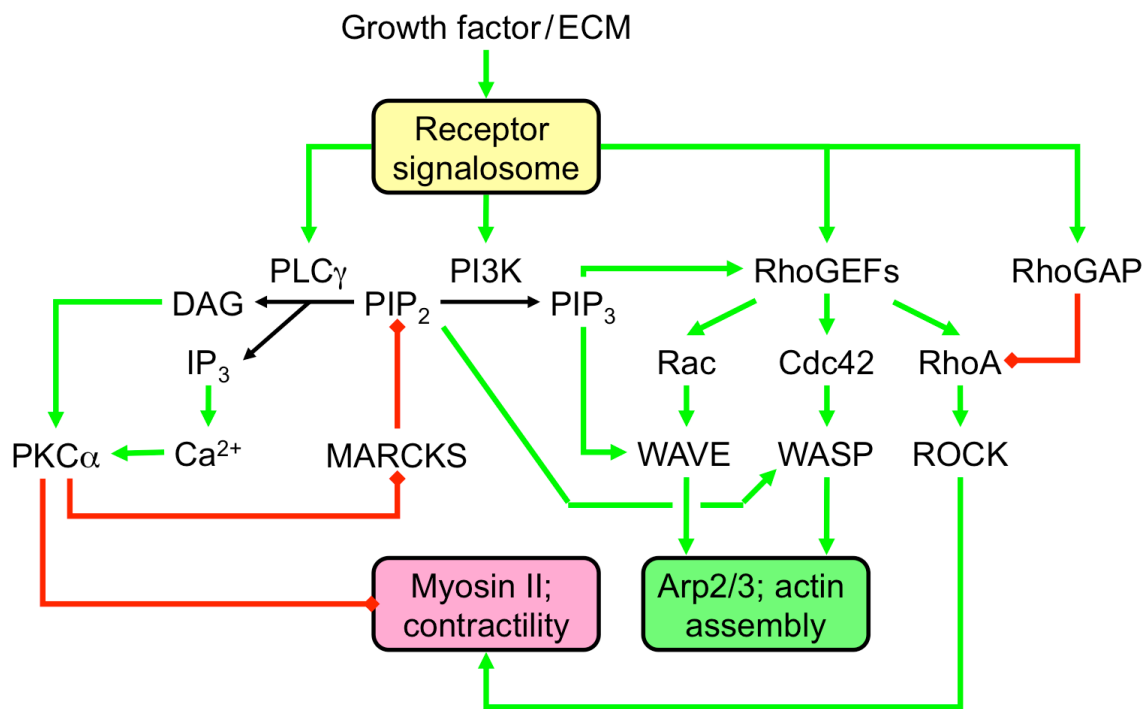 Growth factor/ECM
Receptor
signalosome
PLCγ
PI3K
RhoGEFs
RhoGAP
DAG
PIP₂
PIP₃
IP₃
Rac
Cdc42
RhoA
PKCα
Ca²⁺
MARCKS
WAVE
WASP
ROCK
Myosin II;
contractility
Arp2/3; actin
assembly